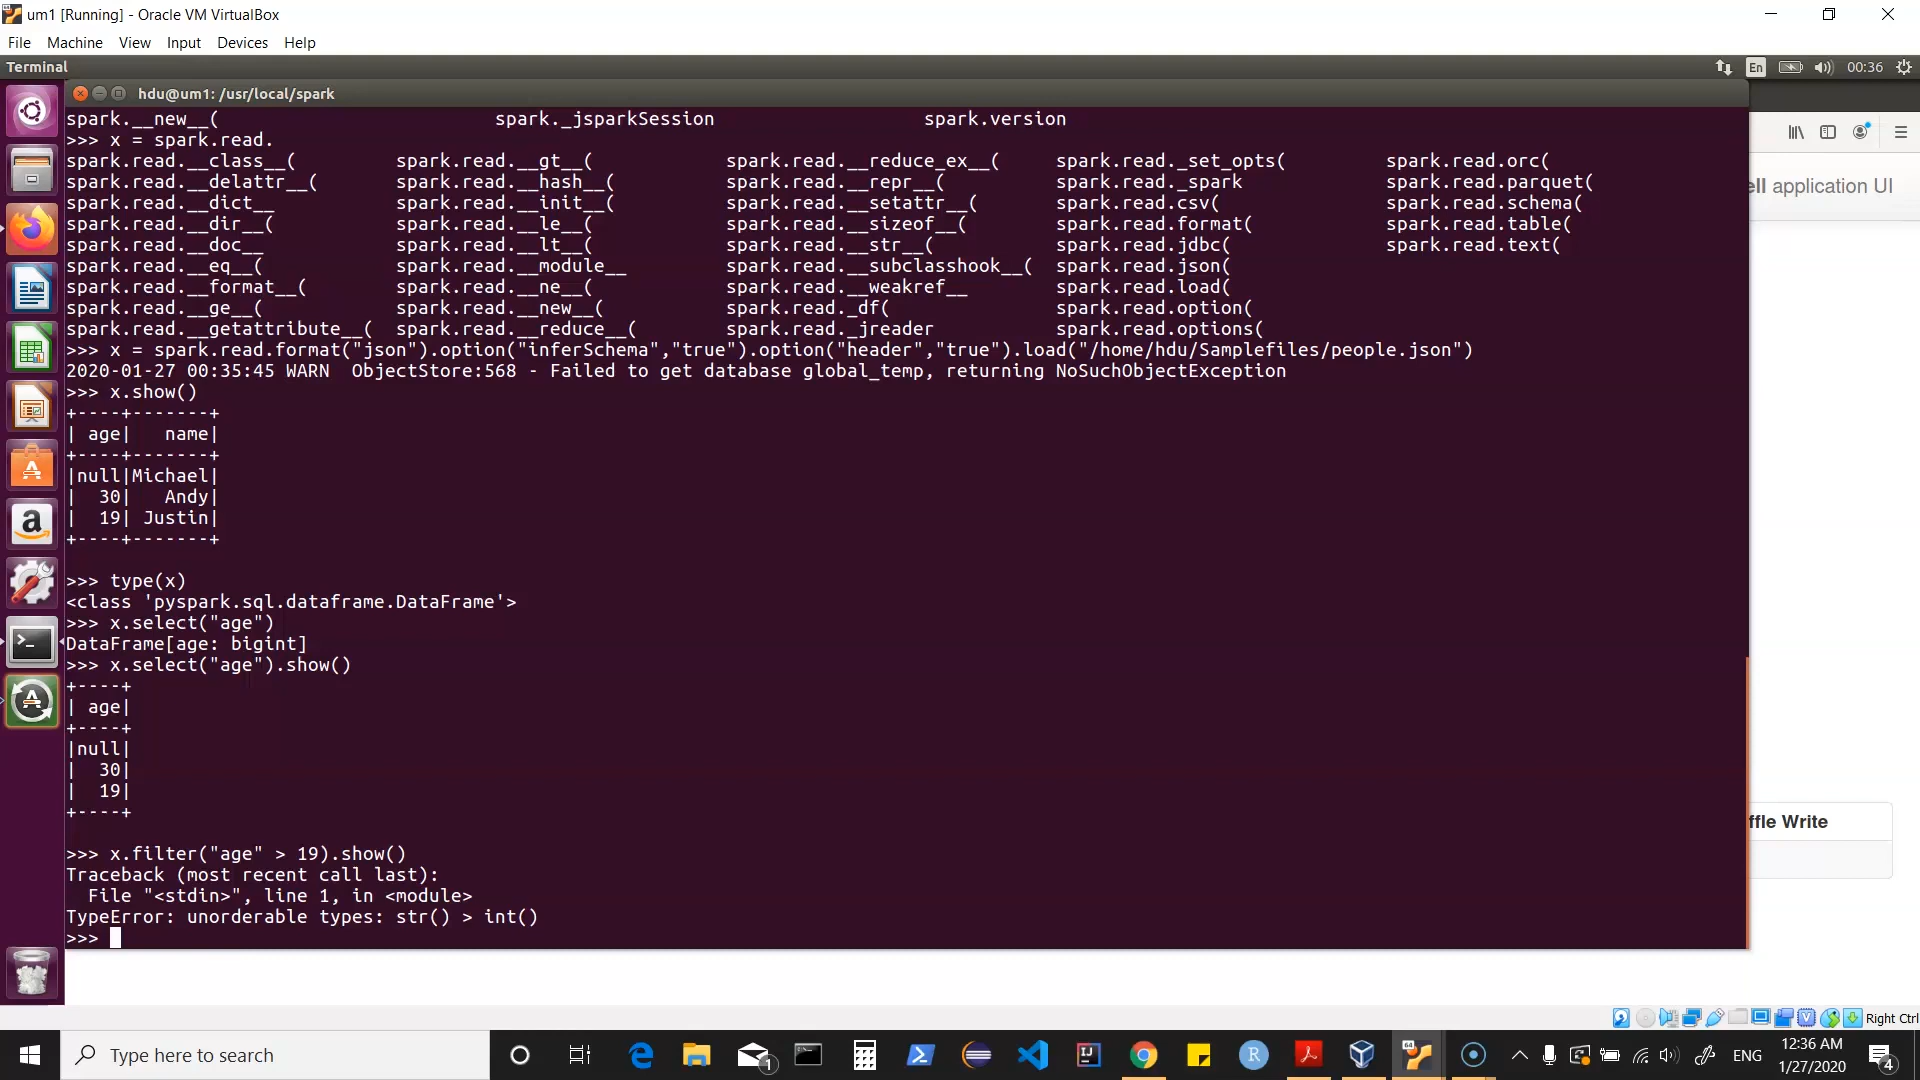 um1 [Running] - Oracle VM VirtualBox
File Machine View Input Devices Help
Terminal En 00:36
hdu@um1: /usr/local/spark
spark.__new__( spark._jsparkSession spark.version
>>> x = spark.read.
spark.read.__class__( spark.read.__gt__( spark.read.__reduce_ex__( spark.read._set_opts( spark.read.orc(
spark.read.__delattr__( spark.read.__hash__( spark.read.__repr__( spark.read._spark spark.read.parquet(
spark.read.__dict__ spark.read.__init__( spark.read.__setattr__( spark.read.csv( spark.read.schema(
spark.read.__dir__( spark.read.__le__( spark.read.__sizeof__( spark.read.format( spark.read.table(
spark.read.__doc__ spark.read.__lt__( spark.read.__str__( spark.read.jdbc( spark.read.text(
spark.read.__eq__( spark.read.__module__ spark.read.__subclasshook__( spark.read.json(
spark.read.__format__( spark.read.__ne__( spark.read.__weakref__ spark.read.load(
spark.read.__ge__( spark.read.__new__( spark.read._df( spark.read.option(
spark.read.__getattribute__( spark.read.__reduce__( spark.read._jreader spark.read.options(
>>> x = spark.read.format("json").option("inferSchema","true").option("header","true").load("/home/hdu/Samplefiles/people.json")
2020-01-27 00:35:45 WARN  ObjectStore:568 - Failed to get database global_temp, returning NoSuchObjectException
>>> x.show()
+----+-------+
| age|   name|
+----+-------+
|null|Michael|
|  30|   Andy|
|  19| Justin|
+----+-------+
>>> type(x)
<class 'pyspark.sql.dataframe.DataFrame'>
>>> x.select("age")
DataFrame[age: bigint]
>>> x.select("age").show()
+----+
| age|
+----+
|null|
|  30|
|  19|
+----+
>>> x.filter("age" > 19).show()
Traceback (most recent call last):
  File "<stdin>", line 1, in <module>
TypeError: unorderable types: str() > int()
>>>
ell application UI
ffle Write
Right Ctrl
Type here to search
1
ENG
12:36 AM
1/27/2020
4